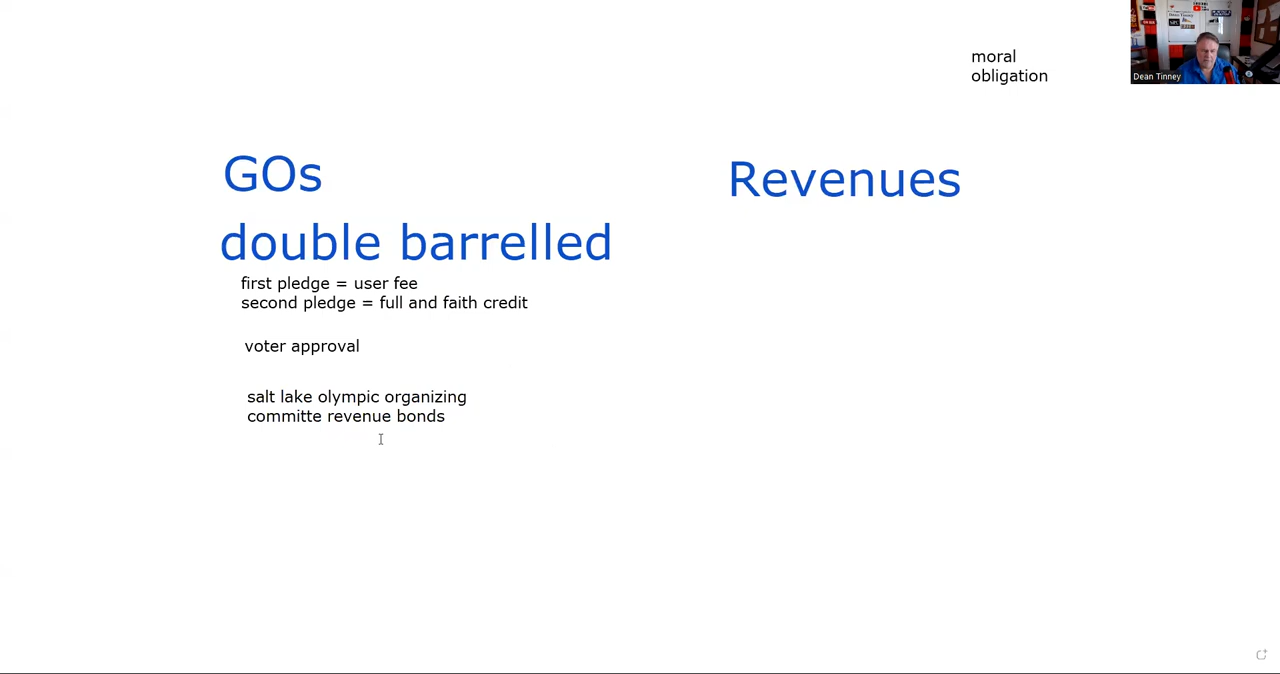 moral
obligation
Dean Tinney
GOs
Revenues
double barrelled
first pledge = user fee
second pledge = full and faith credit
voter approval
salt lake olympic organizing
committe revenue bonds